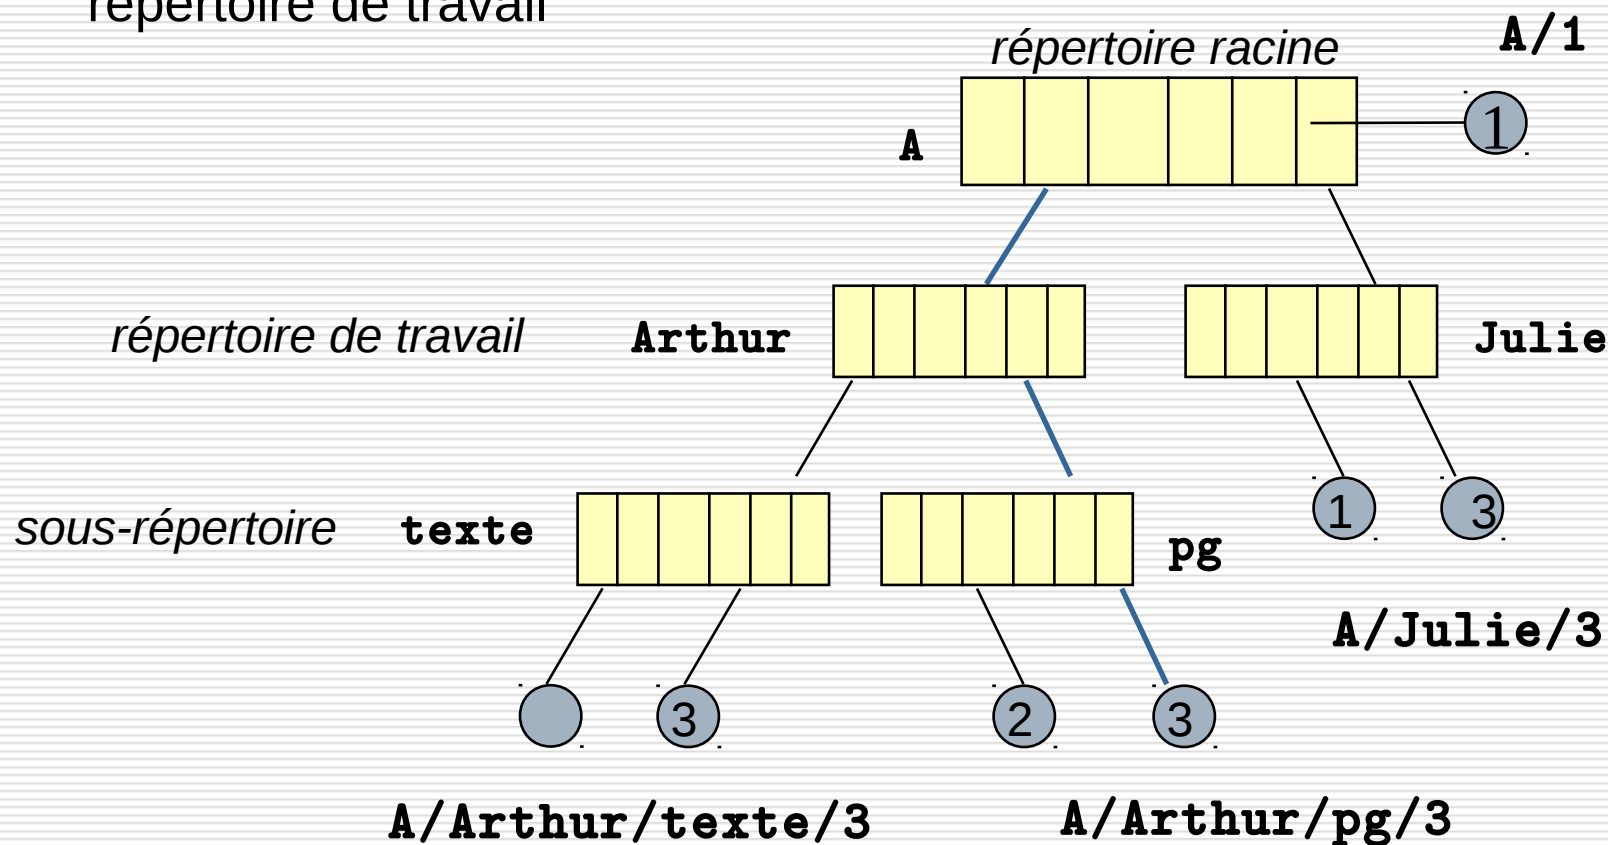 répertoire de travail
A/1
répertoire racine
1
A
répertoire de travail
Arthur
Julie
sous-répertoire
texte
pg
1
3
A/Julie/3
3
2
3
A/Arthur/texte/3
A/Arthur/pg/3